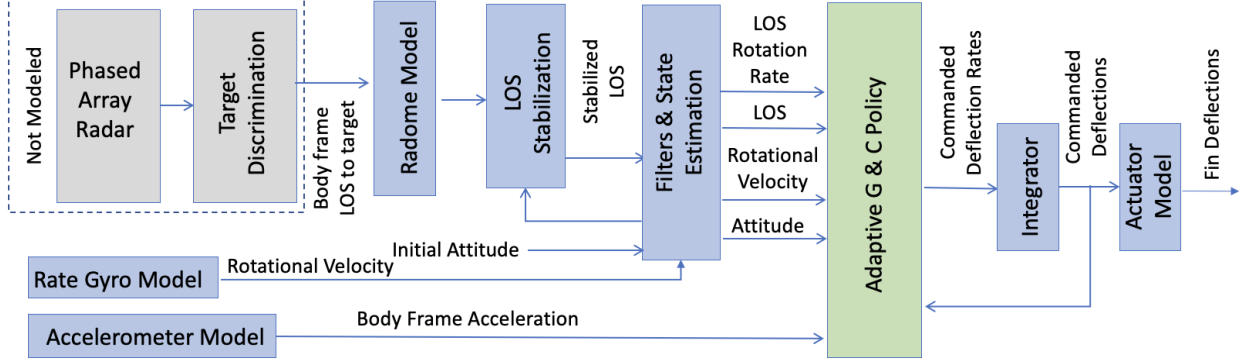 Not Modeled
Phased
Array
Radar
Target
Discrimination
Body frame
LOS to target
Radome Model
LOS
Stabilization
Stabilized
LOS
Filters & State
Estimation
LOS
Rotation
Rate
LOS
Rotational
Velocity
Attitude
Initial Attitude
Rate Gyro Model
Rotational Velocity
Accelerometer Model
Body Frame Acceleration
Adaptive G & C Policy
Commanded
Deflection Rates
Integrator
Commanded
Deflections
Actuator
Model
Fin Deflections